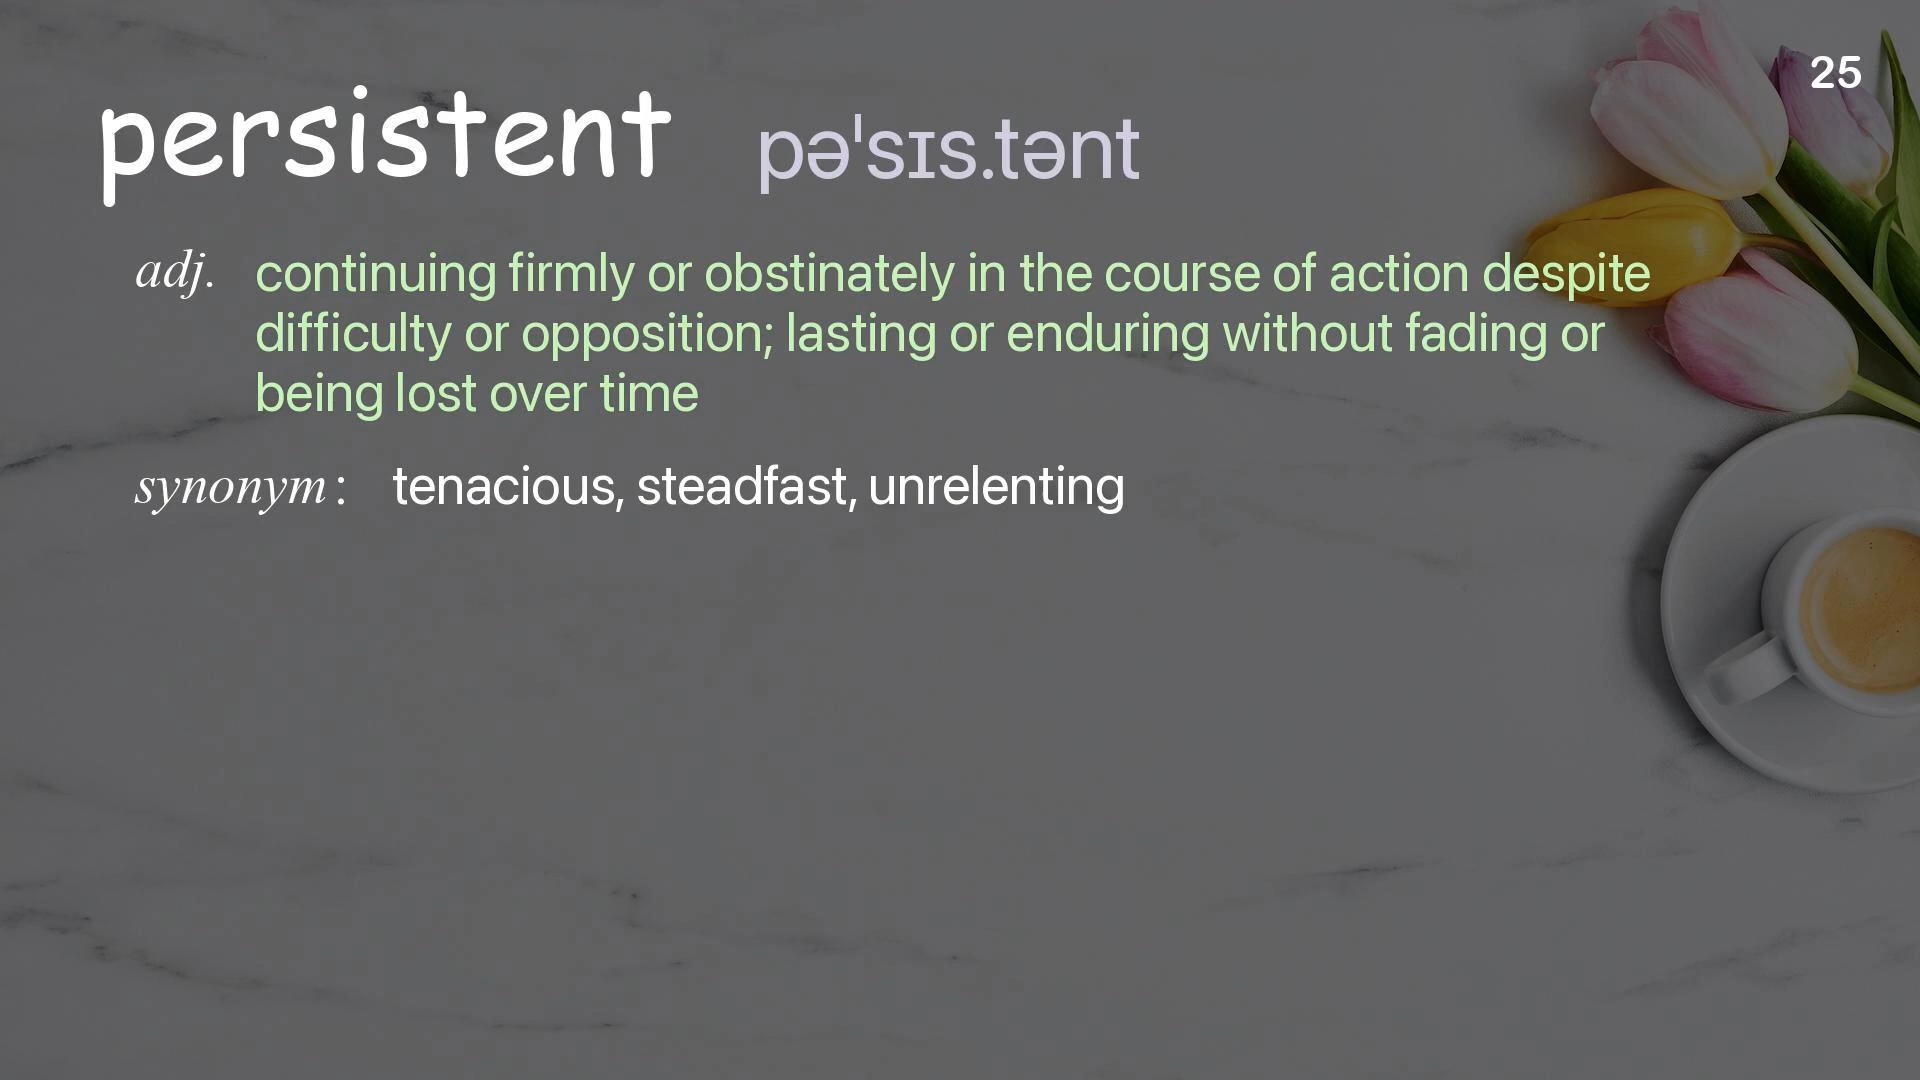 25
persistent pəˈsɪs.tənt
adj. continuing firmly or obstinately in the course of action despite
difficulty or opposition; lasting or enduring without fading or
being lost over time
synonym : tenacious, steadfast, unrelenting